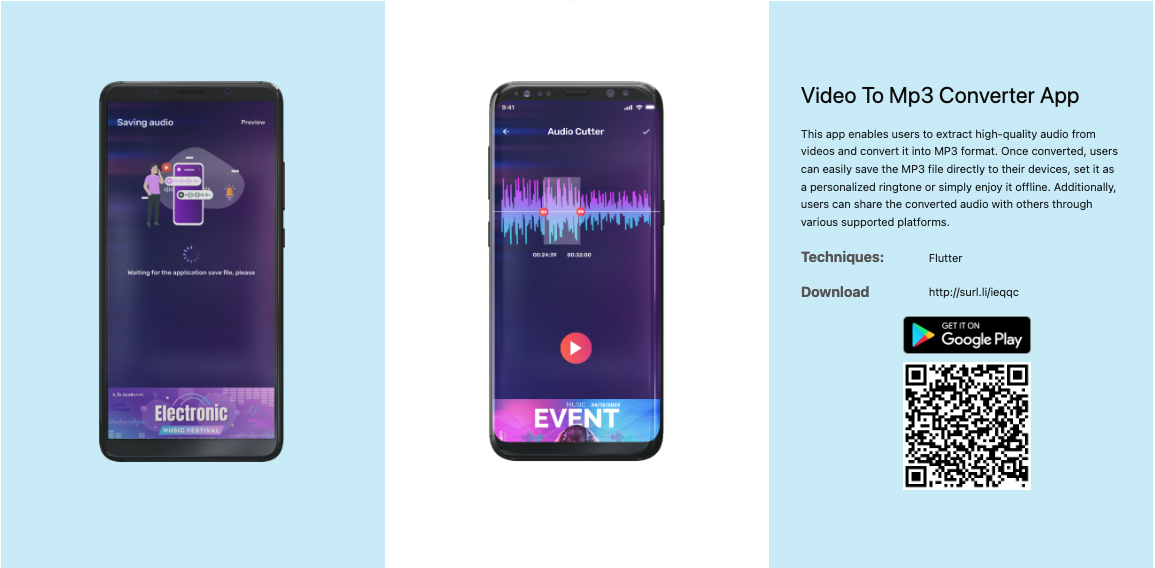 Saving audio
Preview
Waiting for the application save file, please
Electronic
MUSIC FESTIVAL
9:41
Audio Cutter
00:24:39
00:52:00
MUSIC
EVENT
Video To Mp3 Converter App
This app enables users to extract high-quality audio from
videos and convert it into MP3 format. Once converted, users
can easily save the MP3 file directly to their devices, set it as
a personalized ringtone or simply enjoy it offline. Additionally,
users can share the converted audio with others through
various supported platforms.
Techniques: Flutter
Download http://surl.li/ieqqc
GET IT ON
Google Play